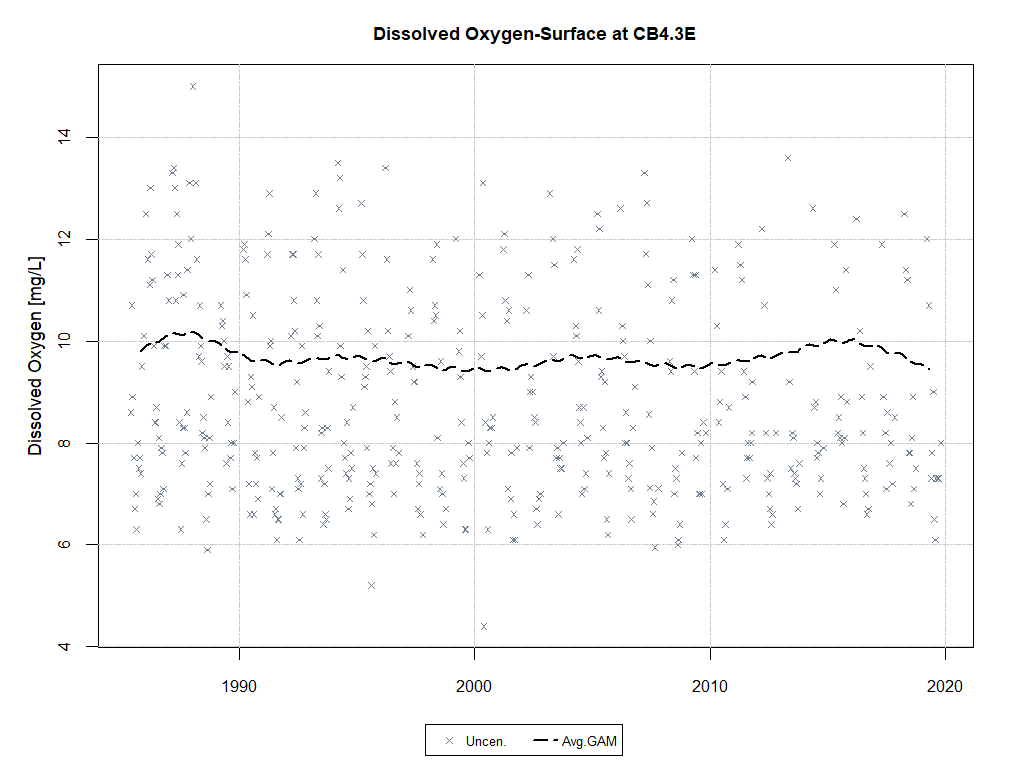 Dissolved Oxygen-Surface at CB4.3E
Dissolved Oxygen [mg/L]
14
12
10
8
6
4
1990 2000 2010 2020
Uncen. Avg.GAM